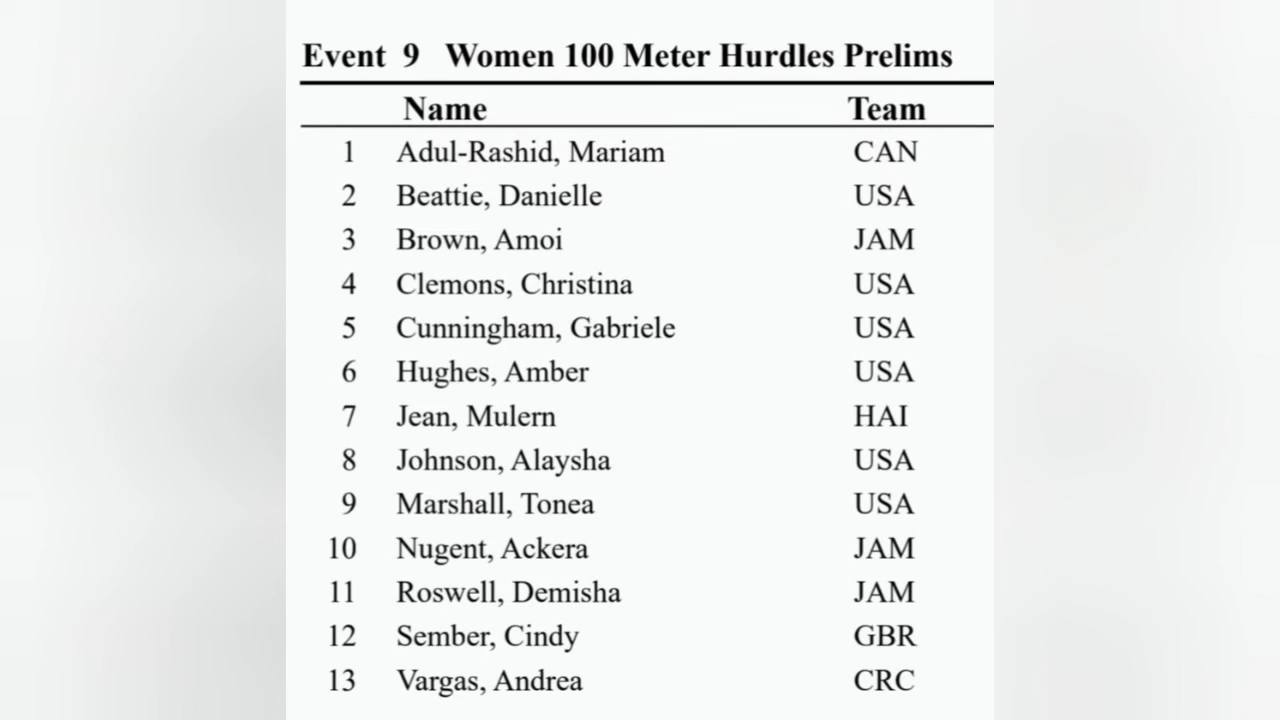 Event 9 Women 100 Meter Hurdles Prelims
Name Team
1 Adul-Rashid, Mariam CAN
2 Beattie, Danielle USA
3 Brown, Amoi JAM
4 Clemons, Christina USA
5 Cunningham, Gabriele USA
6 Hughes, Amber USA
7 Jean, Mulern HAI
8 Johnson, Alaysha USA
9 Marshall, Tonea USA
10 Nugent, Ackera JAM
11 Roswell, Demisha JAM
12 Sember, Cindy GBR
13 Vargas, Andrea CRC